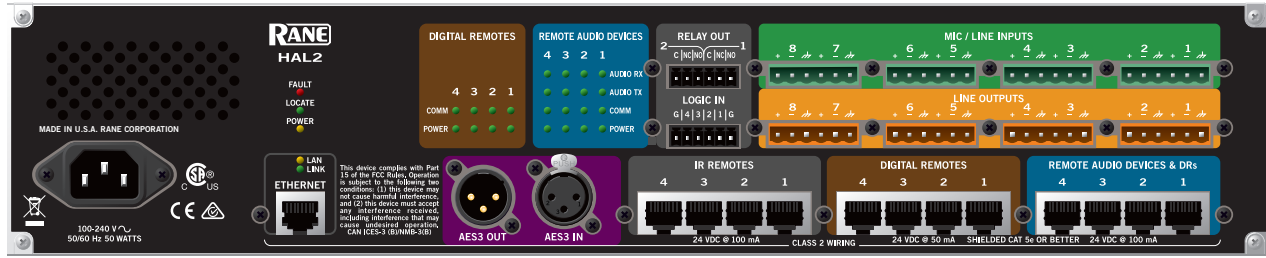 RANE
HAL2
FAULT
LOCATE
POWER
MADE IN U.S.A. RANE CORPORATION
DIGITAL REMOTES
4 3 2 1
COMM
POWER
REMOTE AUDIO DEVICES
4 3 2 1
AUDIO RX
AUDIO TX
COMM
POWER
RELAY OUT
2 1
C NC NO C NC NO
LOGIC IN
G 4 3 2 1 G
MIC / LINE INPUTS
8 7 6 5 4 3 2 1
+ + + + + + + +
LINE OUTPUTS
8 7 6 5 4 3 2 1
+ + + + + + + +
C US ®
CE
100-240 V
50/60 Hz 50 WATTS
LAN
LINK
ETHERNET
This device complies with Part
15 of the FCC Rules, Operation
is subject to the following two
conditions: (1) this device may
not cause harmful interference,
and (2) this device must accept
any interference received,
including interference that may
cause undesired operation,
CAN ICES-3 (B)/NMB-3(B)
AES3 OUT
AES3 IN
IR REMOTES
4 3 2 1
24 VDC @ 100 mA
CLASS 2 WIRING
DIGITAL REMOTES
4 3 2 1
24 VDC @ 50 mA
SHIELDED CAT 5e OR BETTER
REMOTE AUDIO DEVICES & DRs
4 3 2 1
24 VDC @ 100 mA